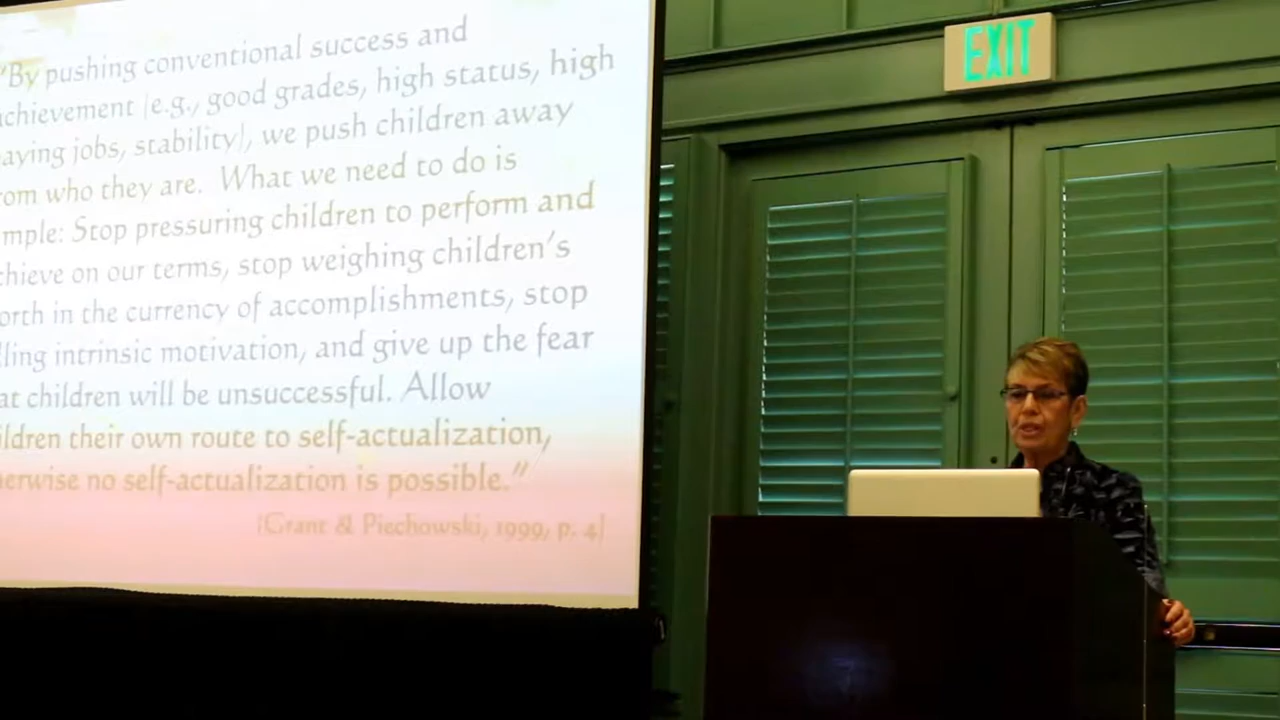 "By pushing conventional success and
chievement [e.g., good grades, high status, high
aying jobs, stability], we push children away
rom who they are. What we need to do is
mple: Stop pressuring children to perform and
chieve on our terms, stop weighing children's
orth in the currency of accomplishments, stop
lling intrinsic motivation, and give up the fear
at children will be unsuccessful. Allow
ildren their own route to self-actualization,
erwise no self-actualization is possible."
[Grant & Piechowski, 1999, p. 4]
EXIT